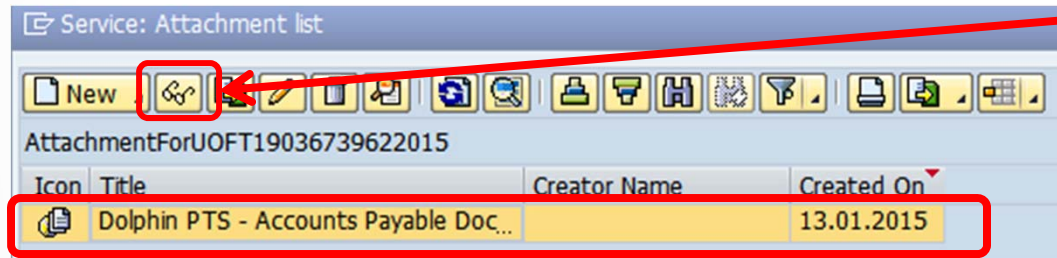 Service: Attachment list
New
AttachmentForUOFT19036739622015
Icon Title Creator Name Created On
Dolphin PTS - Accounts Payable Doc... 13.01.2015